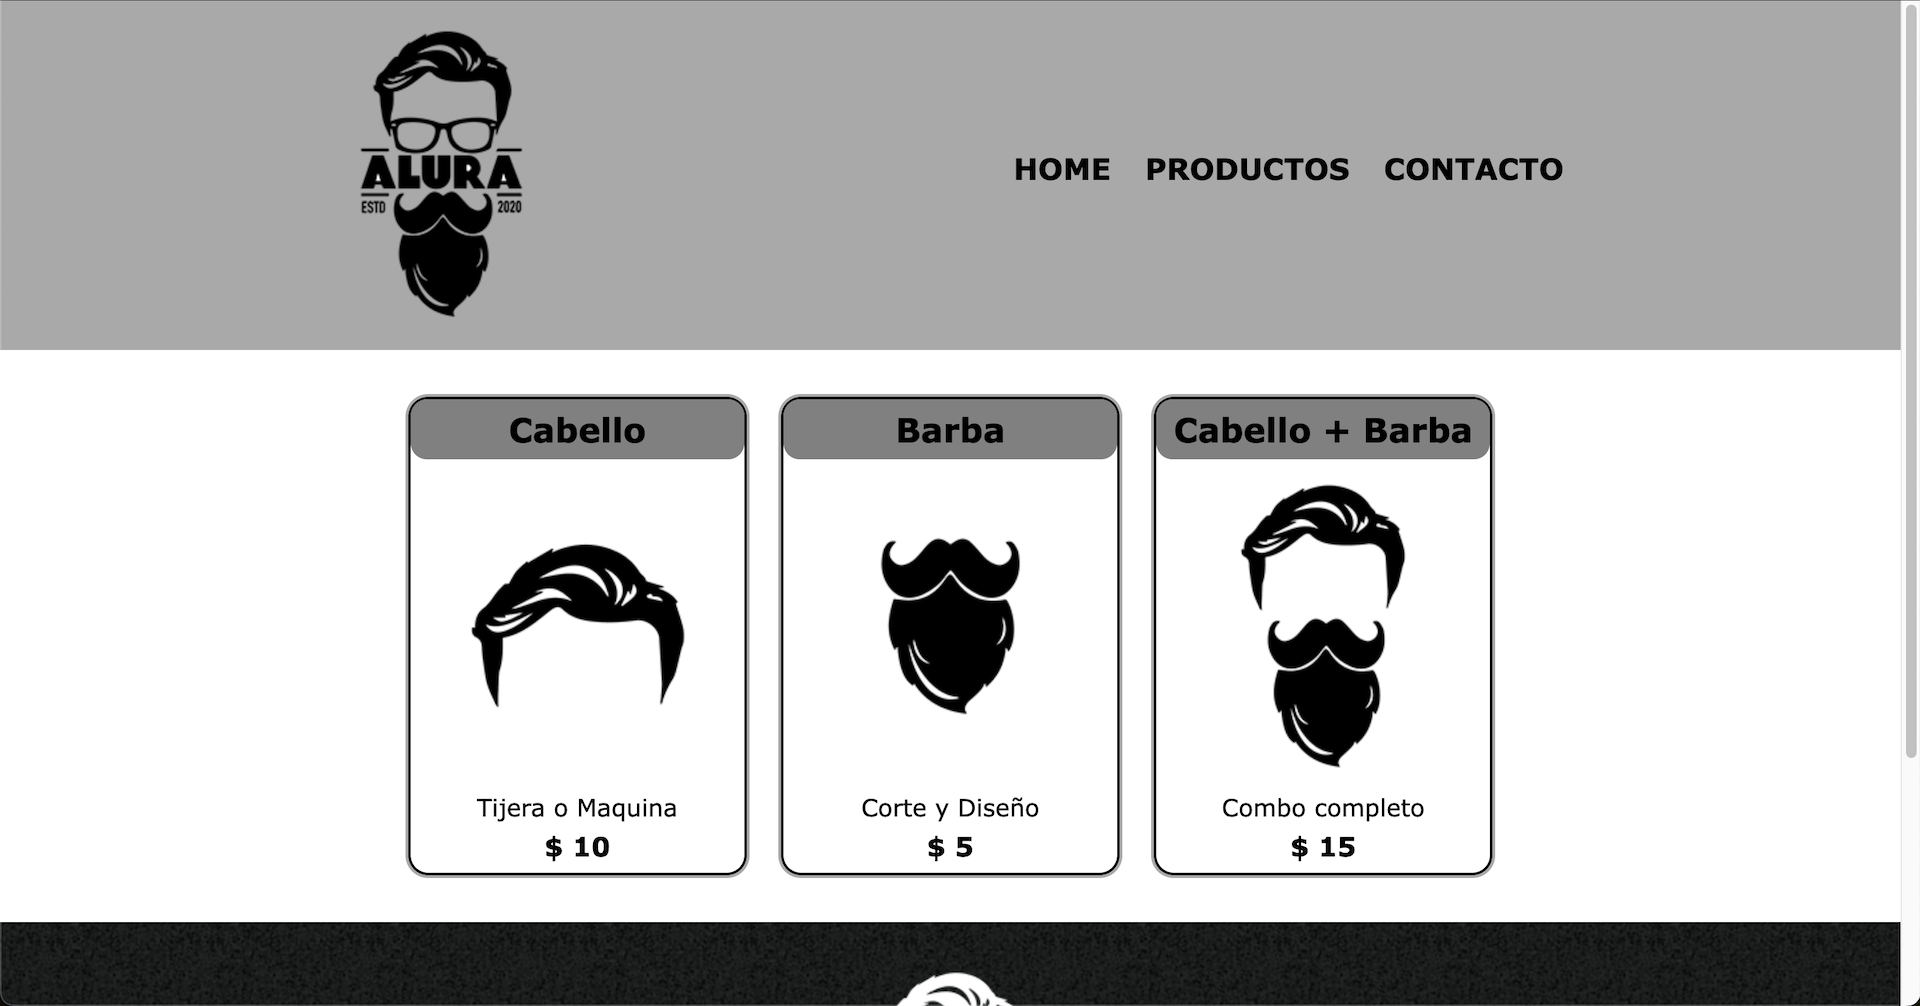 ALURA
ESTD 2020
HOME PRODUCTOS CONTACTO
Cabello
Tijera o Maquina
$ 10
Barba
Corte y Diseño
$ 5
Cabello + Barba
Combo completo
$ 15